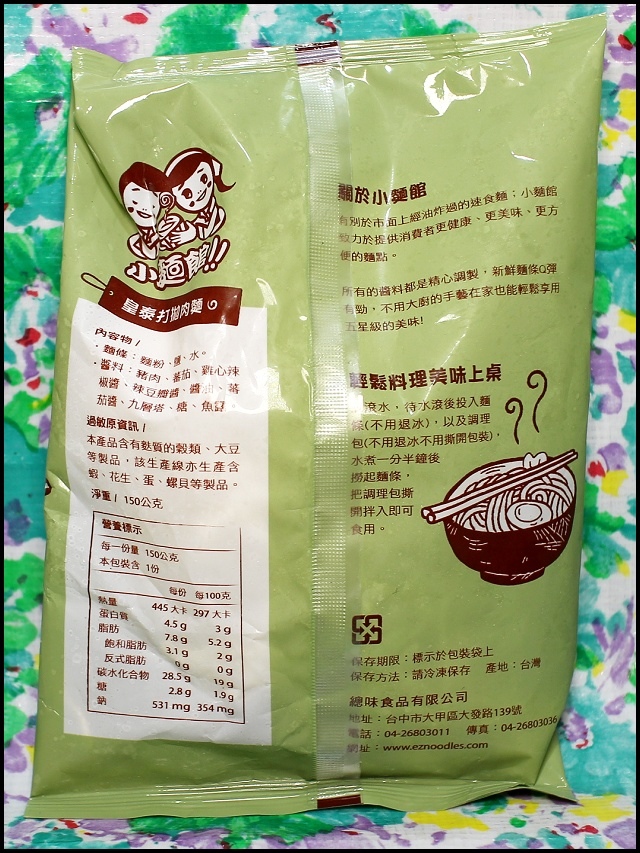 小麵館!!
皇泰打拋肉麵
內容物/
·麵條:麵粉、鹽、水。
·醬料:豬肉、蕃茄、雞心辣
椒醬、辣豆瓣醬、醬油、蕃
茄醬、九層塔、糖、魚露
過敏原資訊/
本產品含有麩質的穀類、大豆
等製品,該生產線亦生產含
蝦、花生、蛋、螺貝等製品。
淨重/ 150公克
營養標示
每一份量 150公克
本包裝含 1份
每份 每100克
熱量 445大卡 297大卡
蛋白質 4.5 g 3 g
脂肪 7.8 g 5.2 g
飽和脂肪 3.1 g 2 g
反式脂肪 0 g 0 g
碳水化合物 28.5 g 19 g
糖 2.8 g 1.9 g
鈉 531 mg 354 mg
關於小麵館
有別於市面上經油炸過的速食麵;小麵館
致力於提供消費者更健康、更美味、更方
便的麵點。
所有的醬料都是精心調製,新鮮麵條Q彈
有勁,不用大廚的手藝在家也能輕鬆享用
五星級的美味!
輕鬆料理美味上桌
滾水,待水滾後投入麵
條(不用退冰),以及調理
包(不用退冰不用撕開包裝),
水煮一分半鐘後
撈起麵條,
把調理包撕
開拌入即可
食用。
保存期限:標示於包裝袋上
保存方法:請冷凍保存 產地:台灣
總味食品有限公司
地址:台中市大甲區大發路139號
電話:04-26803011 傳真:04-26803036
網址:www.eznoodles.com